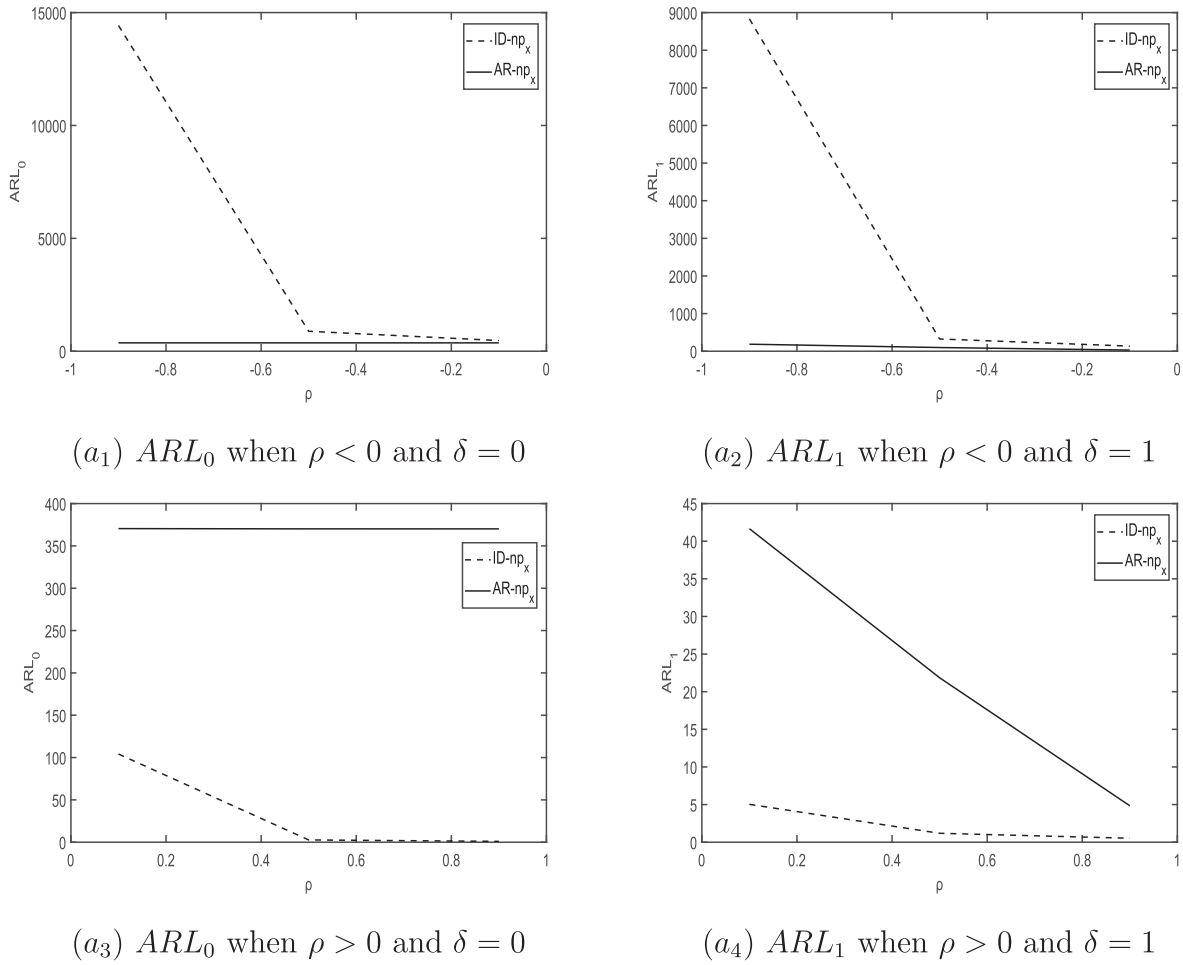 15000
10000
5000
0
ARL0
-1 -0.8 -0.6 -0.4 -0.2 0
ρ
ID-npx
AR-npx
(a1) ARL0 when ρ < 0 and δ = 0
9000
8000
7000
6000
5000
4000
3000
2000
1000
0
ARL1
-1 -0.8 -0.6 -0.4 -0.2 0
ρ
ID-npx
AR-npx
(a2) ARL1 when ρ < 0 and δ = 1
400
350
300
250
200
150
100
50
0
ARL0
0 0.2 0.4 0.6 0.8 1
ρ
ID-npx
AR-npx
(a3) ARL0 when ρ > 0 and δ = 0
45
40
35
30
25
20
15
10
5
0
ARL1
0 0.2 0.4 0.6 0.8 1
ρ
ID-npx
AR-npx
(a4) ARL1 when ρ > 0 and δ = 1